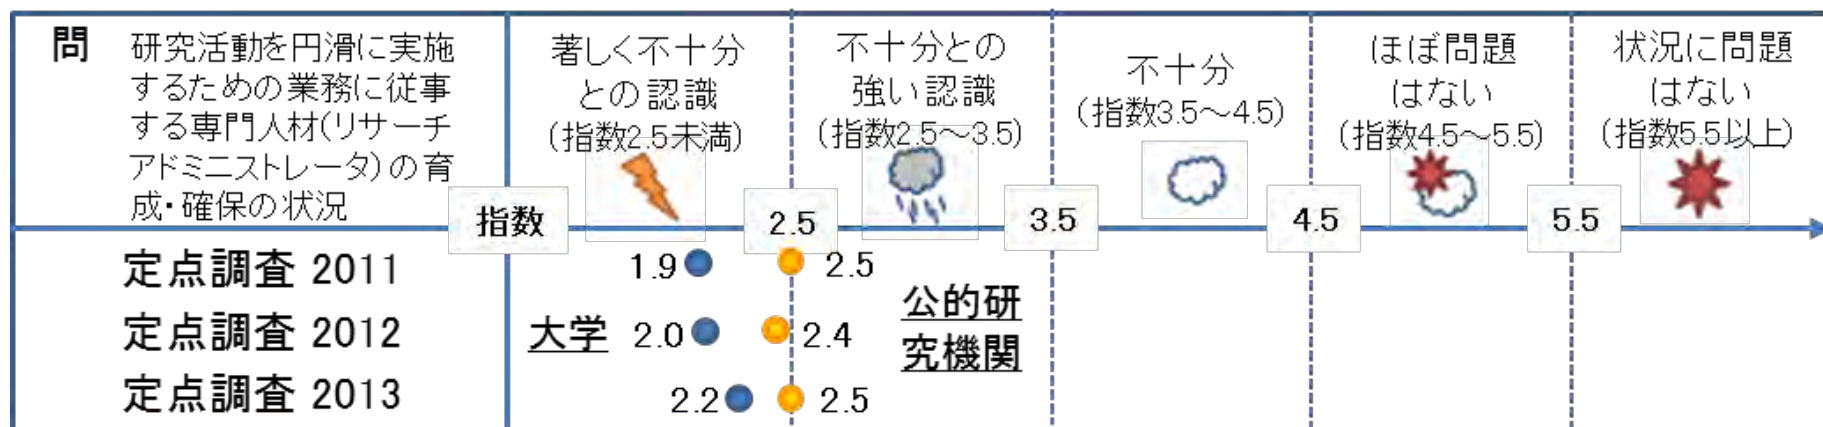 問
研究活動を円滑に実施
するための業務に従事
する専門人材(リサーチ
アドミニストレータ)の育
成・確保の状況
著しく不十分
との認識
(指数2.5未満)
不十分との
強い認識
(指数2.5～3.5)
不十分
(指数3.5～4.5)
ほぼ問題
はない
(指数4.5～5.5)
状況に問題
はない
(指数5.5以上)
指数
2.5
3.5
4.5
5.5
定点調査 2011
1.9
2.5
定点調査 2012
大学
2.0
2.4
公的研
究機関
定点調査 2013
2.2
2.5